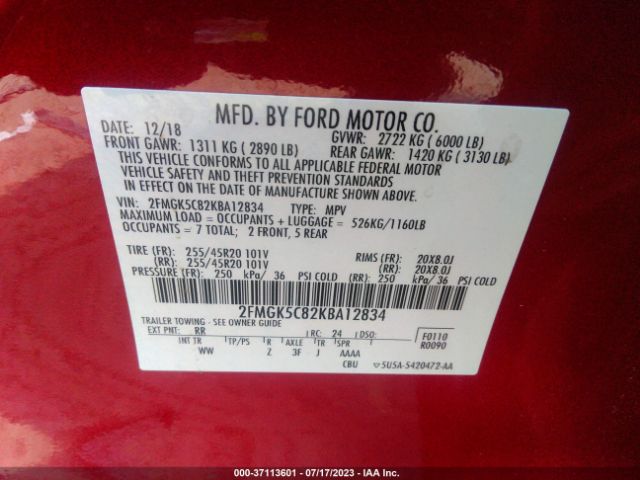 MFD. BY FORD MOTOR CO.
DATE: 12/18 GVWR: 2722 KG ( 6000 LB)
FRONT GAWR: 1311 KG ( 2890 LB) REAR GAWR: 1420 KG ( 3130 LB)
THIS VEHICLE CONFORMS TO ALL APPLICABLE FEDERAL MOTOR
VEHICLE SAFETY AND THEFT PREVENTION STANDARDS
IN EFFECT ON THE DATE OF MANUFACTURE SHOWN ABOVE.
VIN: 2FMGK5C82KBA12834 TYPE: MPV
MAXIMUM LOAD = OCCUPANTS + LUGGAGE = 526KG/1160LB
OCCUPANTS = 7 TOTAL; 2 FRONT, 5 REAR
TIRE (FR): 255/45R20 101V RIMS (FR): 20X8.0J
(RR): 255/45R20 101V (RR): 20X8.0J
PRESSURE (FR): 250 kPa/ 36 PSI COLD (RR): 250 kPa/ 36 PSI COLD
2FMGK5C82KBA12834
TRAILER TOWING - SEE OWNER GUIDE
EXT PNT: RR RC: 24 DSO: F0110
INT TR TP/PS R AXLE TR SPR R0090
WW Z 3F J AAAA
CBU 5U5A-5420472-AA
000-37113601 - 07/17/2023 - IAA Inc.